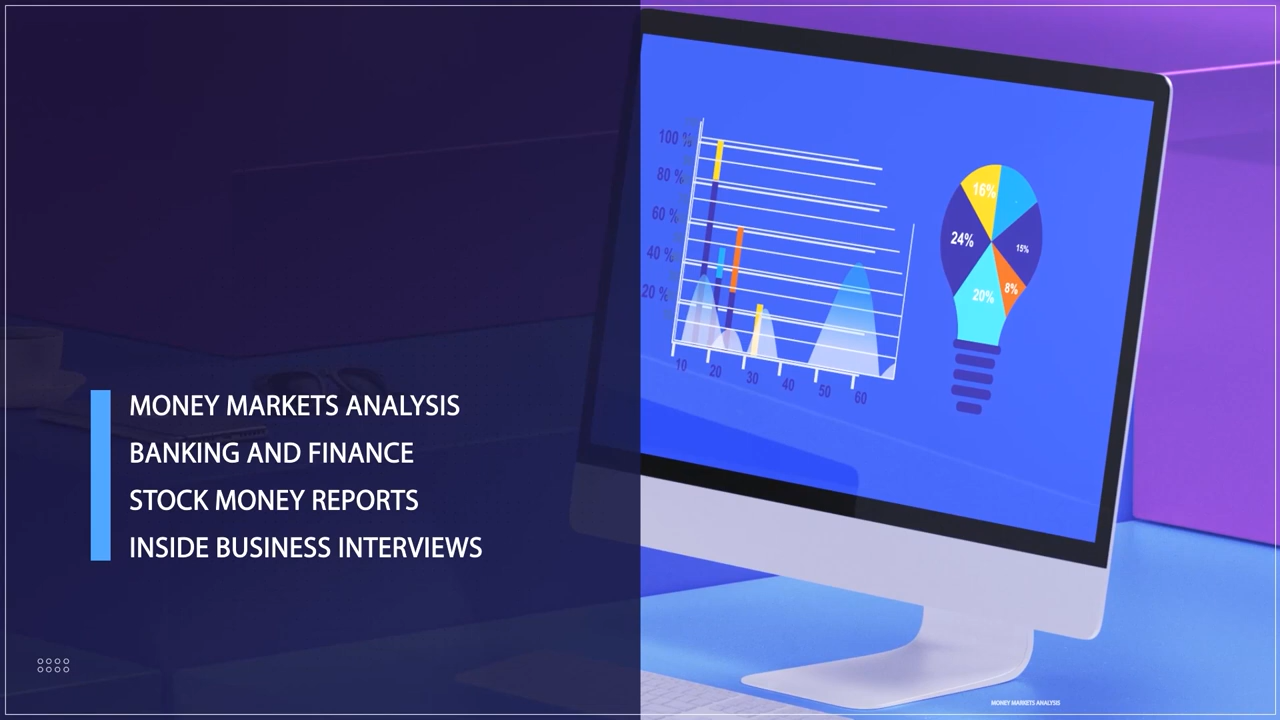 MONEY MARKETS ANALYSIS
BANKING AND FINANCE
STOCK MONEY REPORTS
INSIDE BUSINESS INTERVIEWS
100 %
80 %
60 %
40 %
20 %
10 20 30 40 50 60
16%
24%
15%
8%
20%
MONEY MARKETS ANALYSIS